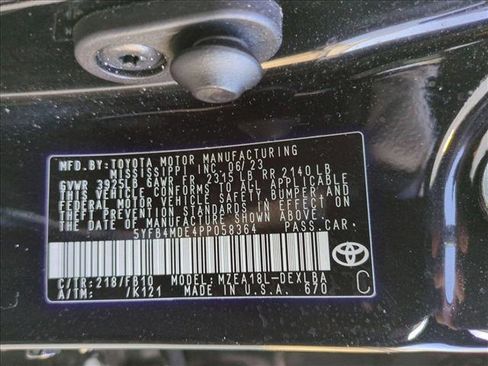 MFD.BY:TOYOTA MOTOR MANUFACTURING
MISSISSIPPI INC 06/23
GVWR 3925LB GAWR FR 2315 LB RR 2140 LB
THIS VEHICLE CONFORMS TO ALL APPLICABLE
FEDERAL MOTOR VEHICLE SAFETY, BUMPER AND
THEFT PREVENTION STANDARDS IN EFFECT ON
THE DATE OF MANUFACTURE SHOWN ABOVE.
5YFB4MDE4PP058364 PASS.CAR
C/TR:218/FB10 MODEL:MZEA18L-DEXLBA
A/TM: /K121 MADE IN U.S.A. 670
C